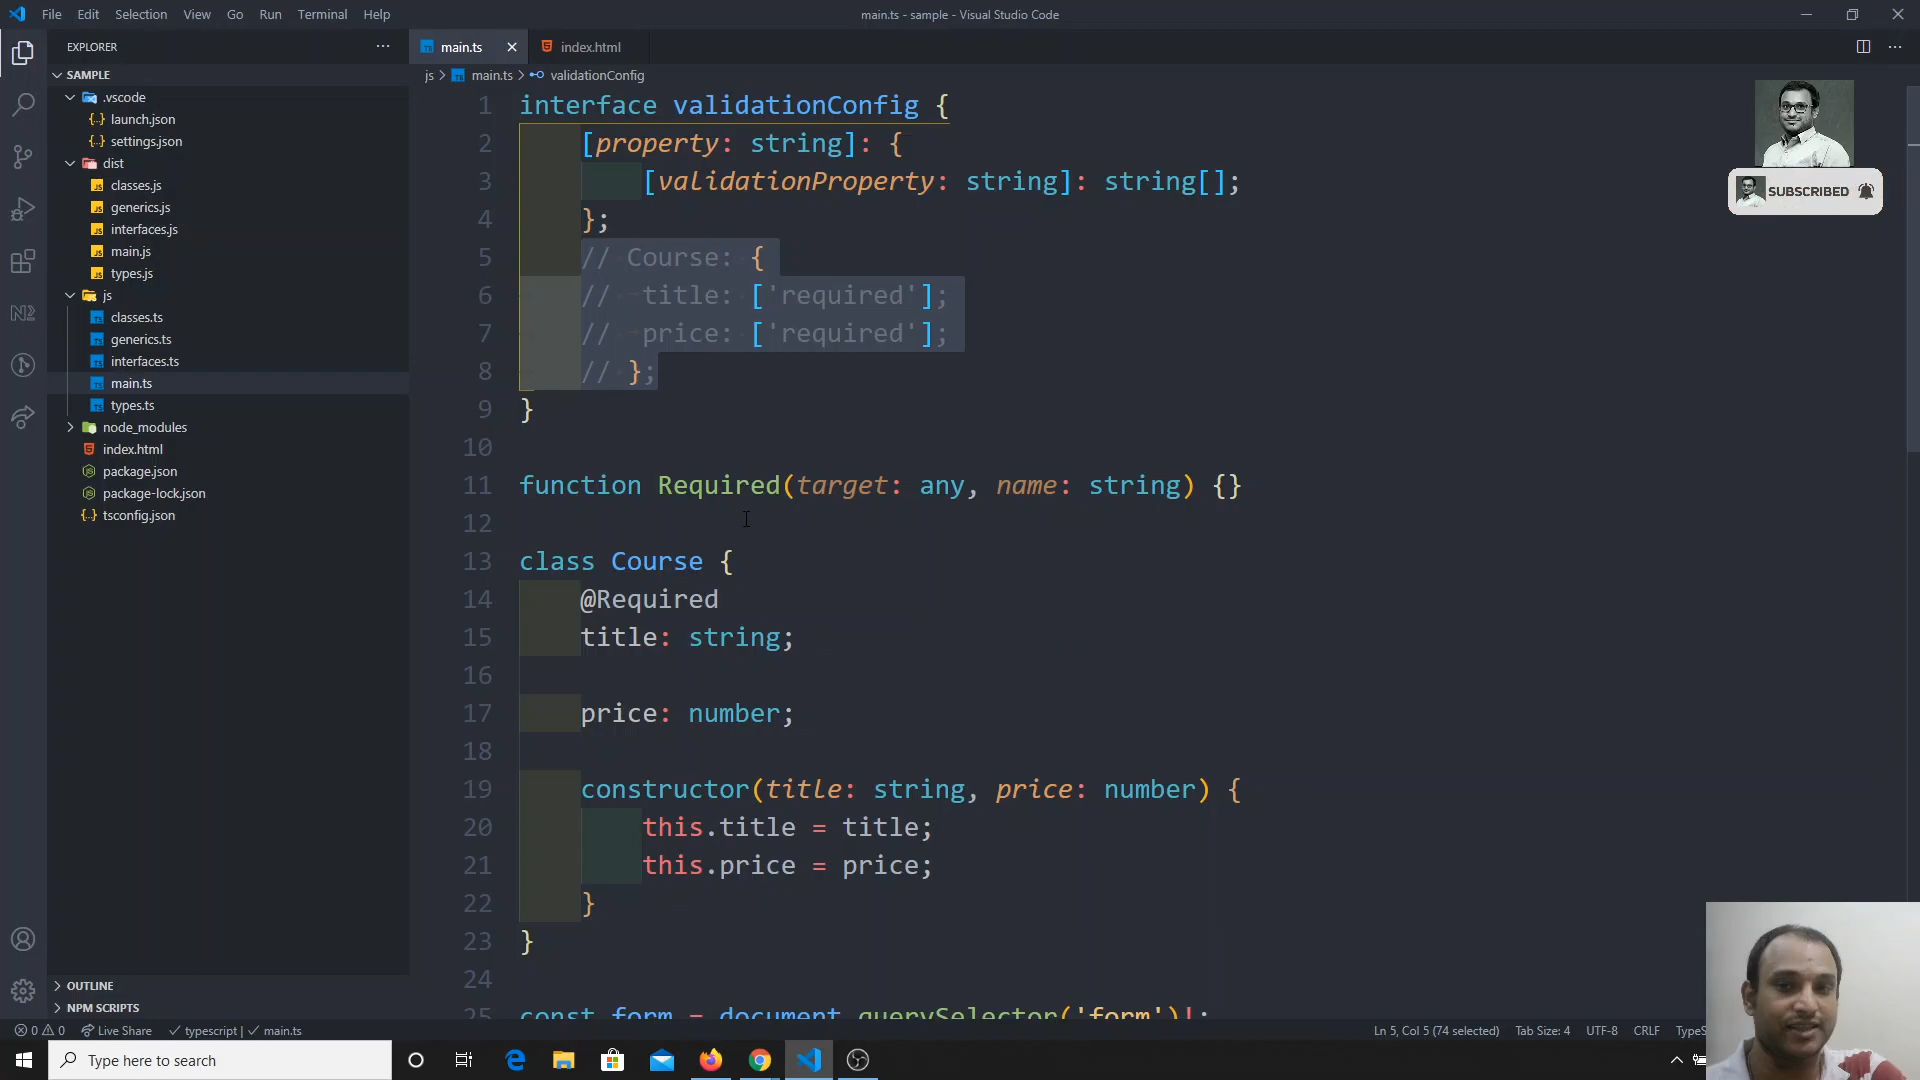 File Edit Selection View Go Run Terminal Help
main.ts - sample - Visual Studio Code
EXPLORER
SAMPLE
.vscode
launch.json
settings.json
dist
classes.js
generics.js
interfaces.js
main.js
types.js
js
classes.ts
generics.ts
interfaces.ts
main.ts
types.ts
node_modules
index.html
package.json
package-lock.json
tsconfig.json
OUTLINE
NPM SCRIPTS
main.ts index.html
js > main.ts > validationConfig
1 interface validationConfig {
2 [property: string]: {
3 [validationProperty: string]: string[];
4 };
5 // Course: {
6 // title: ['required'];
7 // price: ['required'];
8 // };
9 }
10
11 function Required(target: any, name: string) {}
12
13 class Course {
14 @Required
15 title: string;
16
17 price: number;
18
19 constructor(title: string, price: number) {
20 this.title = title;
21 this.price = price;
22 }
23 }
24
25 const form = document.querySelector('form')!;
SUBSCRIBED
0 0 Live Share typescript | main.ts
Ln 5, Col 5 (74 selected) Tab Size: 4 UTF-8 CRLF TypeS
Type here to search